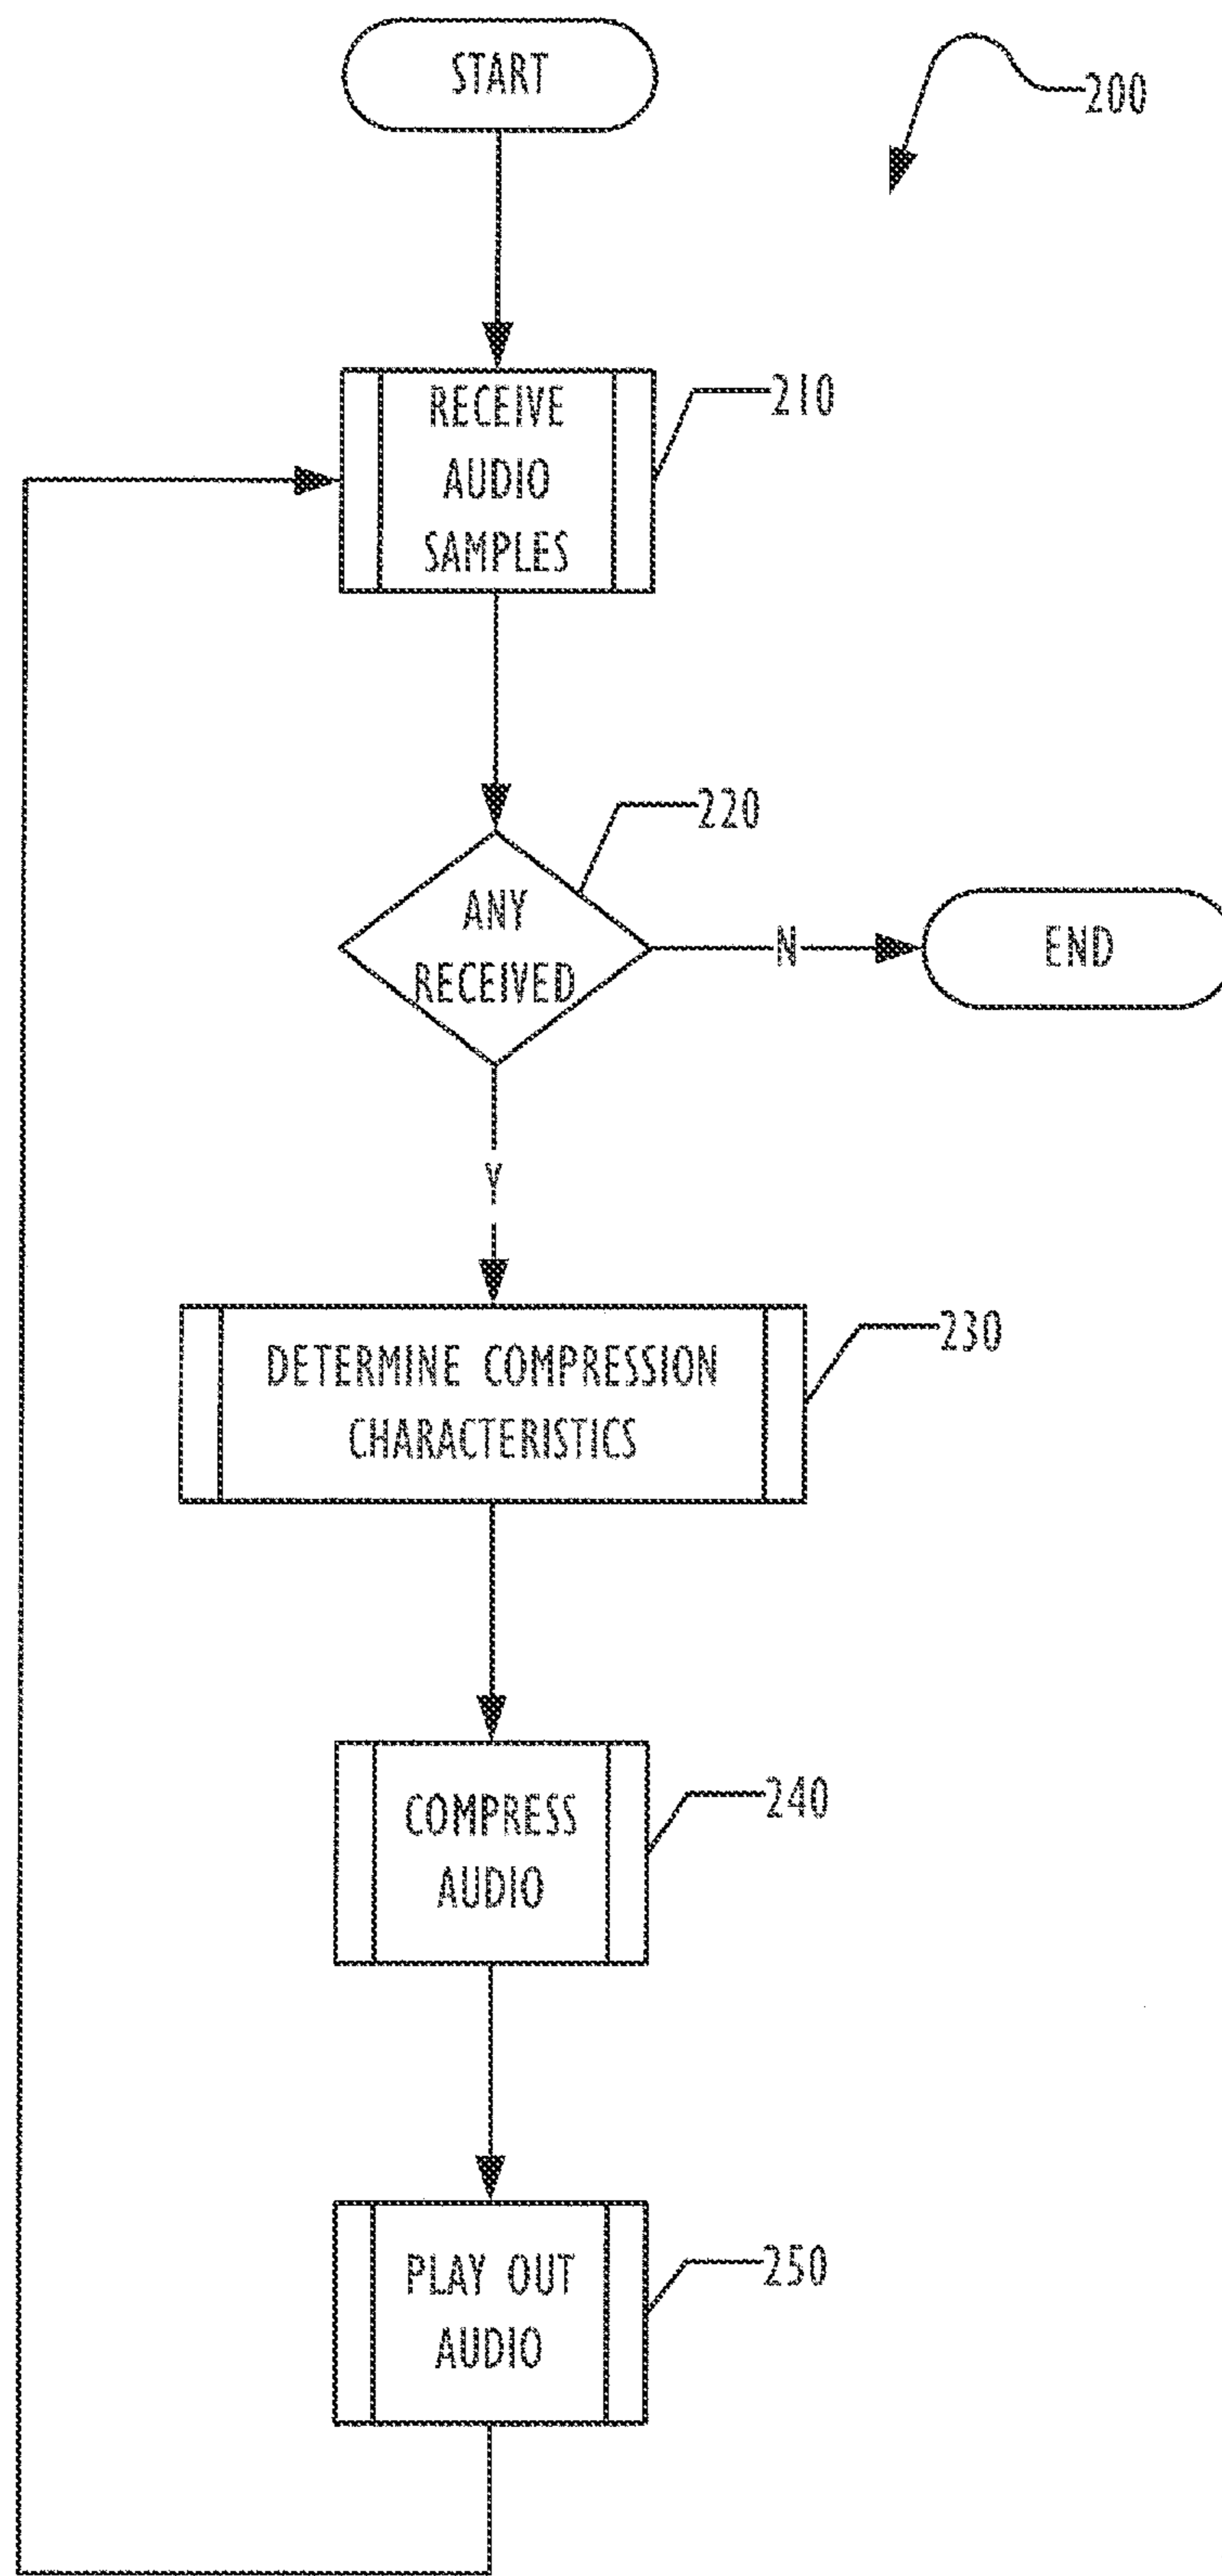 START
200
RECEIVE
AUDIO
SAMPLES
210
220
ANY
RECEIVED
N
END
Y
DETERMINE COMPRESSION
CHARACTERISTICS
230
COMPRESS
AUDIO
240
PLAY OUT
AUDIO
250